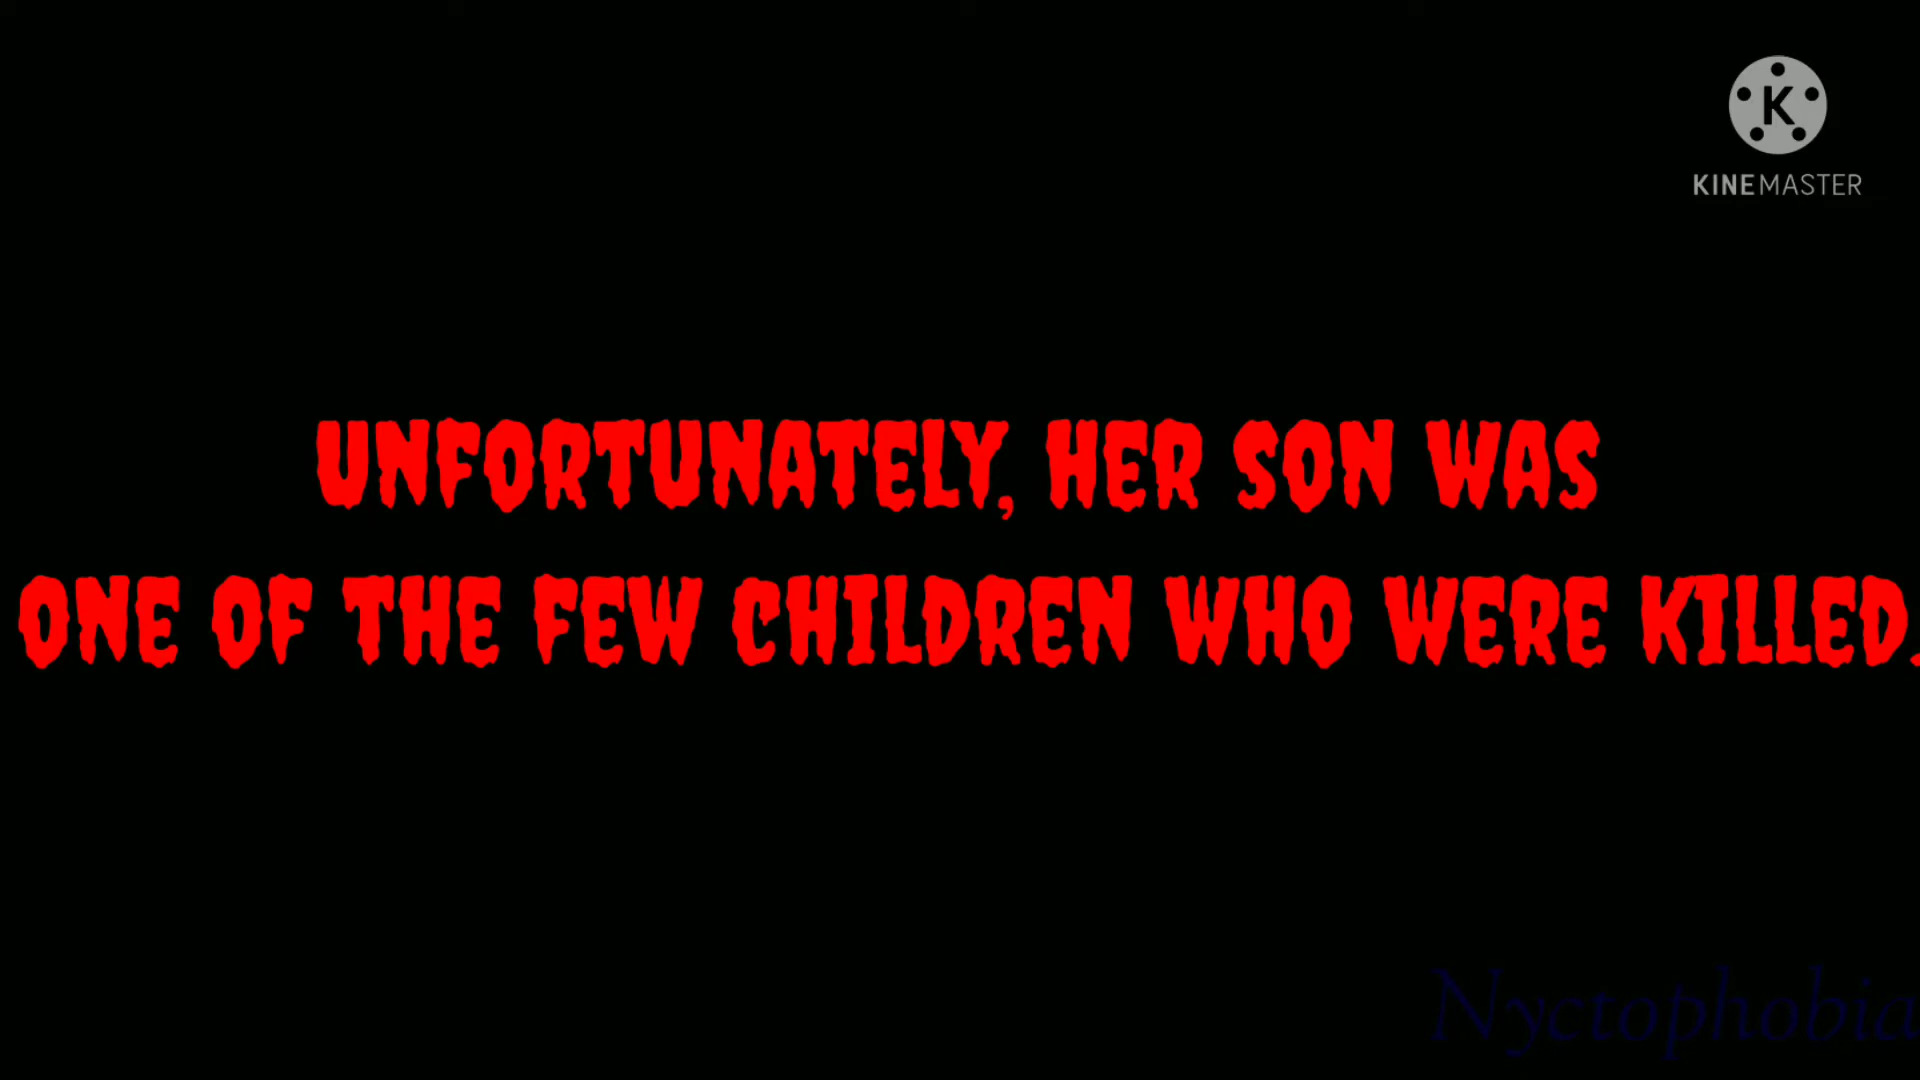 K
KINEMASTER
UNFORTUNATELY, HER SON WAS
ONE OF THE FEW CHILDREN WHO WERE KILLED.
Nyctophobia